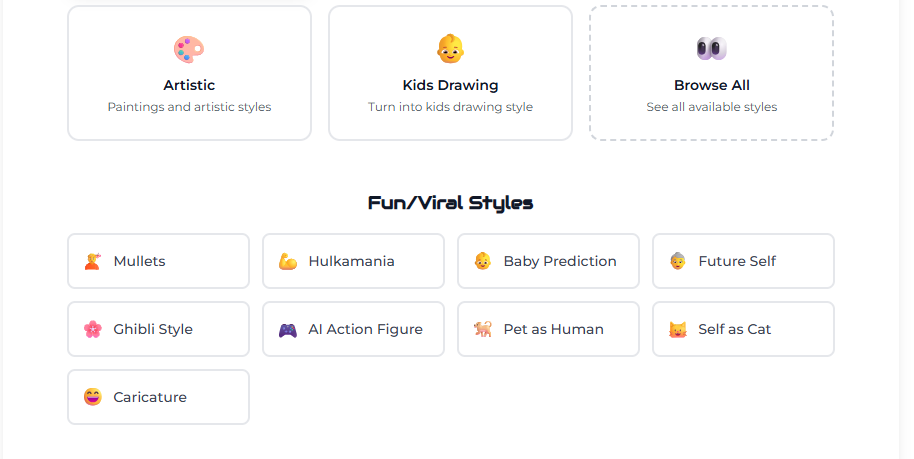 Artistic
Paintings and artistic styles
Kids Drawing
Turn into kids drawing style
Browse All
See all available styles
Fun/Viral Styles
Mullets
Hulkamania
Baby Prediction
Future Self
Ghibli Style
AI Action Figure
Pet as Human
Self as Cat
Caricature